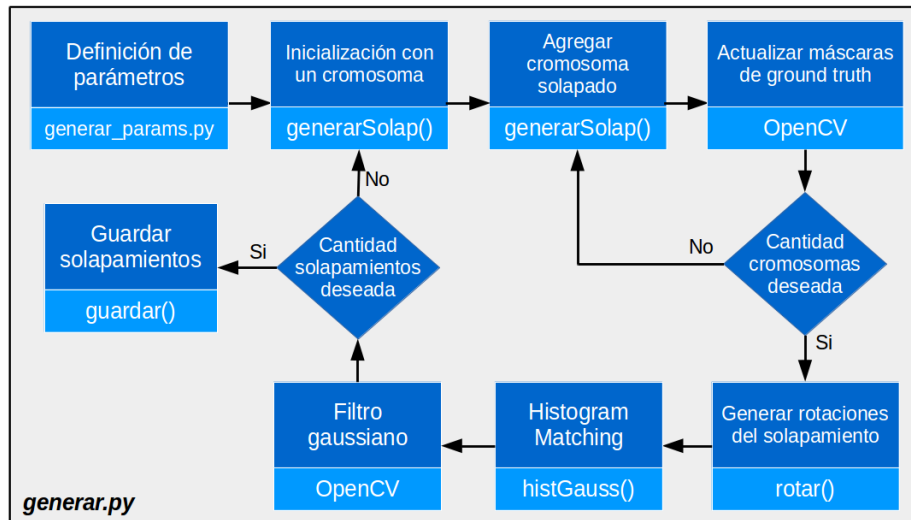 Definición de
parámetros
generar_params.py
Inicialización con
un cromosoma
generarSolap()
Agregar
cromosoma
solapado
generarSolap()
Actualizar máscaras
de ground truth
OpenCV
No
Guardar
solapamientos
guardar()
Si
Cantidad
solapamientos
deseada
No
Cantidad
cromosomas
deseada
Si
Filtro
gaussiano
OpenCV
Histogram
Matching
histGauss()
Generar rotaciones
del solapamiento
rotar()
generar.py